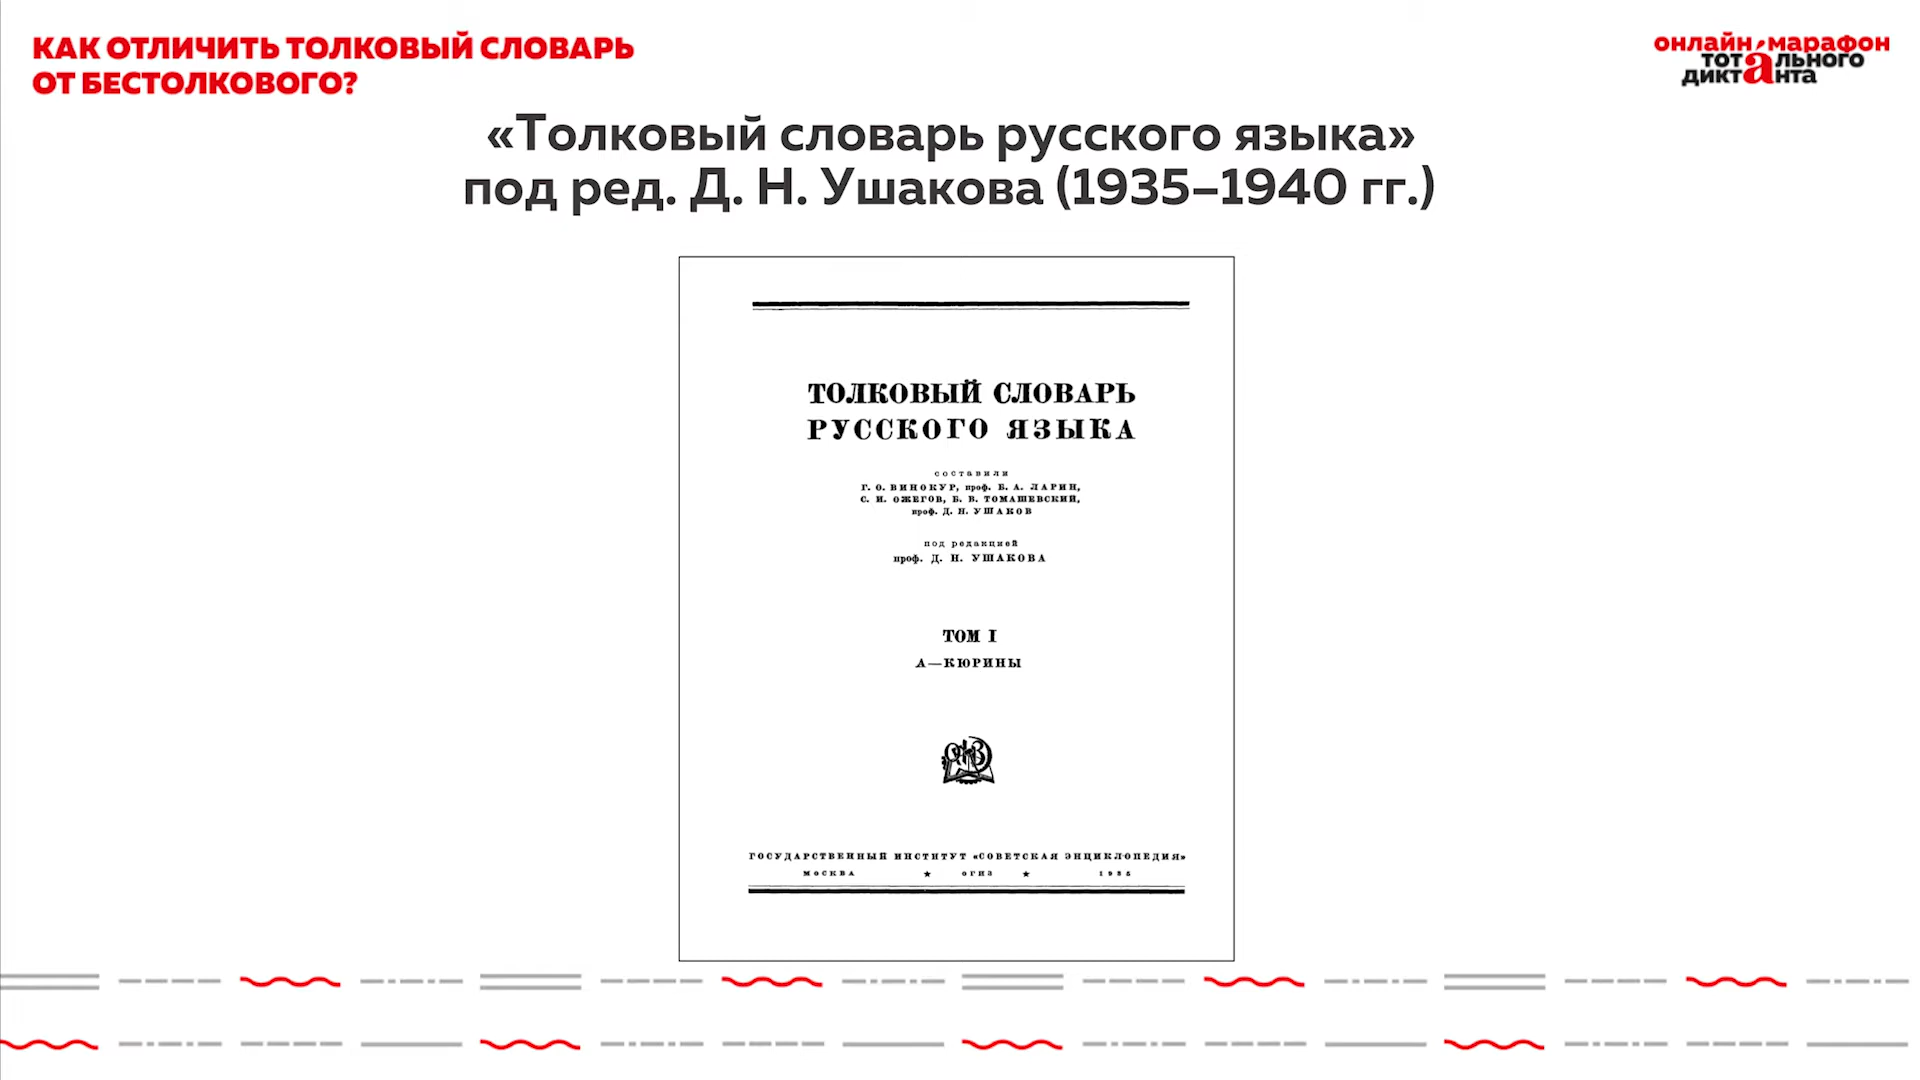 КАК ОТЛИЧИТЬ ТОЛКОВЫЙ СЛОВАРЬ
ОТ БЕСТОЛКОВОГО?
онлайн-марафон
тотального
диктанта
«Толковый словарь русского языка»
под ред. Д. Н. Ушакова (1935–1940 гг.)
ТОЛКОВЫЙ СЛОВАРЬ
РУССКОГО ЯЗЫКА
составили
Г. О. ВИНОКУР, проф. Б. А. ЛАРИН,
С. И. ОЖЕГОВ, Б. В. ТОМАШЕВСКИЙ,
проф. Д. Н. УШАКОВ
под редакцией
проф. Д. Н. УШАКОВА
ТОМ I
А—КЮРИНЫ
ГОСУДАРСТВЕННЫЙ ИНСТИТУТ «СОВЕТСКАЯ ЭНЦИКЛОПЕДИЯ»
МОСКВА ★ ОГИЗ ★ 1935